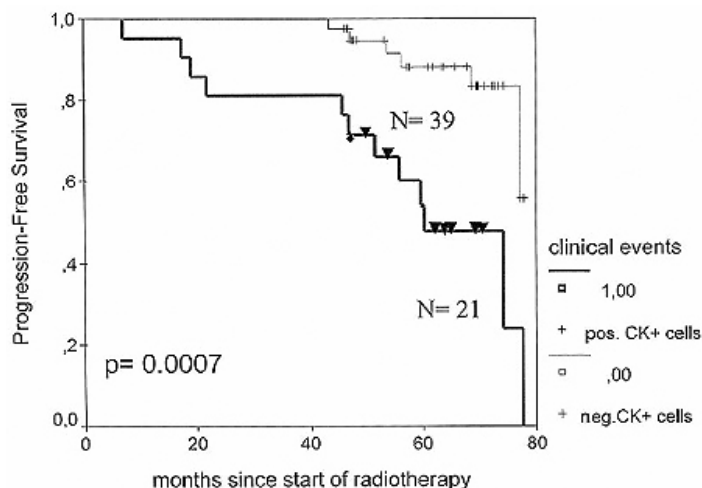 1,0
,8
,6
,4
,2
0,0
Progression-Free Survival
N= 39
N= 21
p= 0.0007
0
20
40
60
80
months since start of radiotherapy
clinical events
1,00
pos. CK+ cells
,00
neg.CK+ cells